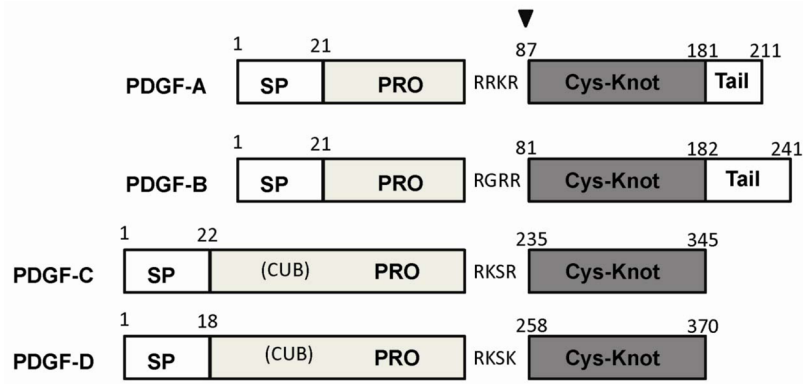 1 21 87 181 211
PDGF-A SP PRO RRKR Cys-Knot Tail
1 21 81 182 241
PDGF-B SP PRO RGRR Cys-Knot Tail
1 22 235 345
PDGF-C SP (CUB) PRO RKSR Cys-Knot
1 18 258 370
PDGF-D SP (CUB) PRO RKSK Cys-Knot